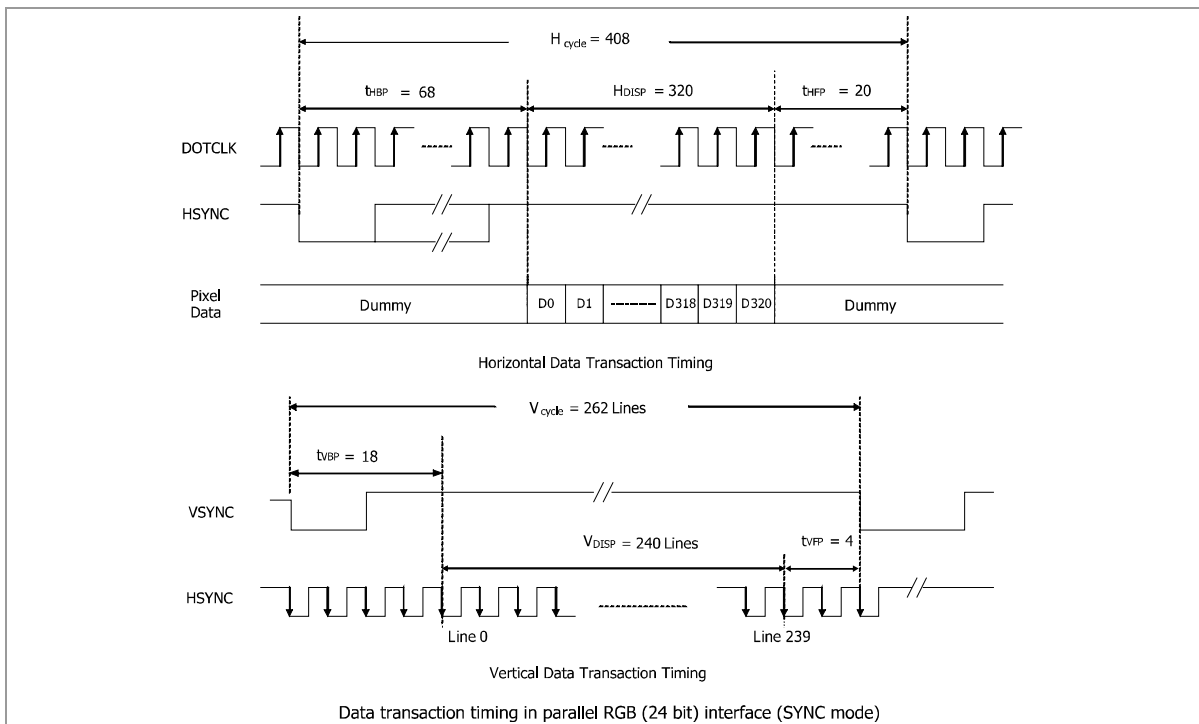 H cycle = 408
tHBP = 68
HDISP = 320
tHFP = 20
DOTCLK
HSYNC
Pixel
Data
Dummy
D0
D1
D318
D319
D320
Dummy
Horizontal Data Transaction Timing
V cycle = 262 Lines
tVBP = 18
VSYNC
VDISP = 240 Lines
tVFP = 4
HSYNC
Line 0
Line 239
Vertical Data Transaction Timing
Data transaction timing in parallel RGB (24 bit) interface (SYNC mode)